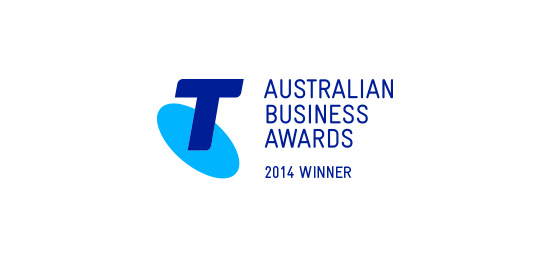 T
AUSTRALIAN
BUSINESS
AWARDS
2014 WINNER